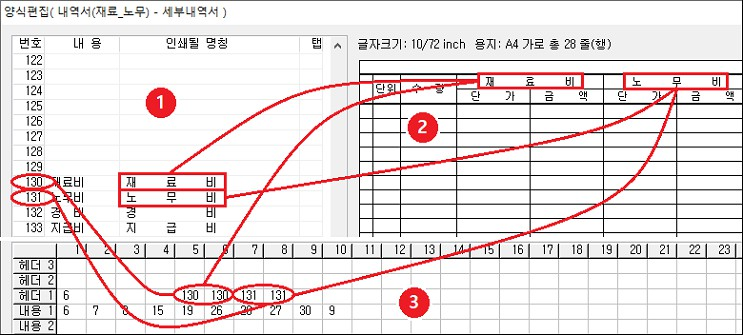 양식편집( 내역서(재료_노무) - 세부내역서 )
번호 내 용 인쇄될 명칭 탭
122
123
124
125
126
127
128
129
130 재료비 재 료 비
131 노무비 노 무 비
132 경 비 경 비
133 지급비 지 급 비
1
글자크기: 10/72 inch 용지: A4 가로 총 28 줄(행)
단위 수 량 재 료 비 노 무 비
단 가 금 액 단 가 금 액
2
1 2 3 4 5 6 7 8 9 10 11 12 13 14 15 16 17 18 19 20 21 22 23
헤더 3
헤더 2
헤더 1 6 130 130 131 131
내용 1 6 7 8 15 19 26 20 27 30 9
내용 2
3